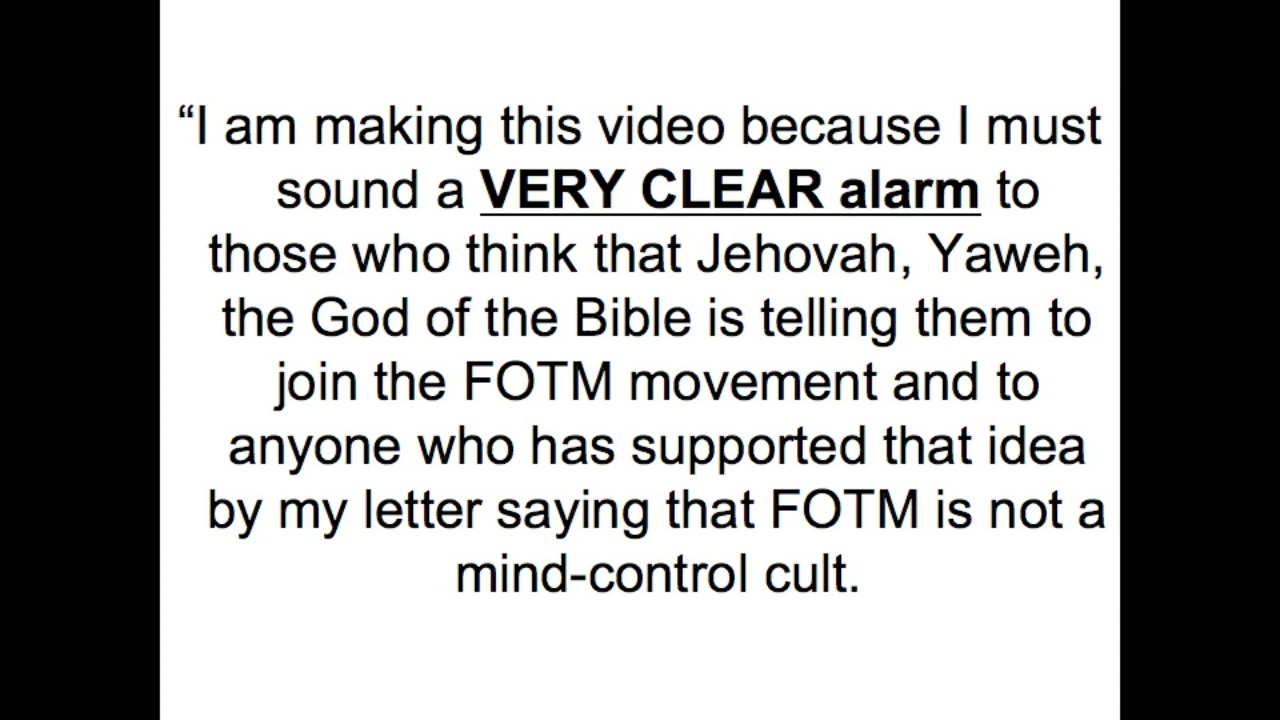 “I am making this video because I must
sound a VERY CLEAR alarm to
those who think that Jehovah, Yaweh,
the God of the Bible is telling them to
join the FOTM movement and to
anyone who has supported that idea
by my letter saying that FOTM is not a
mind-control cult.